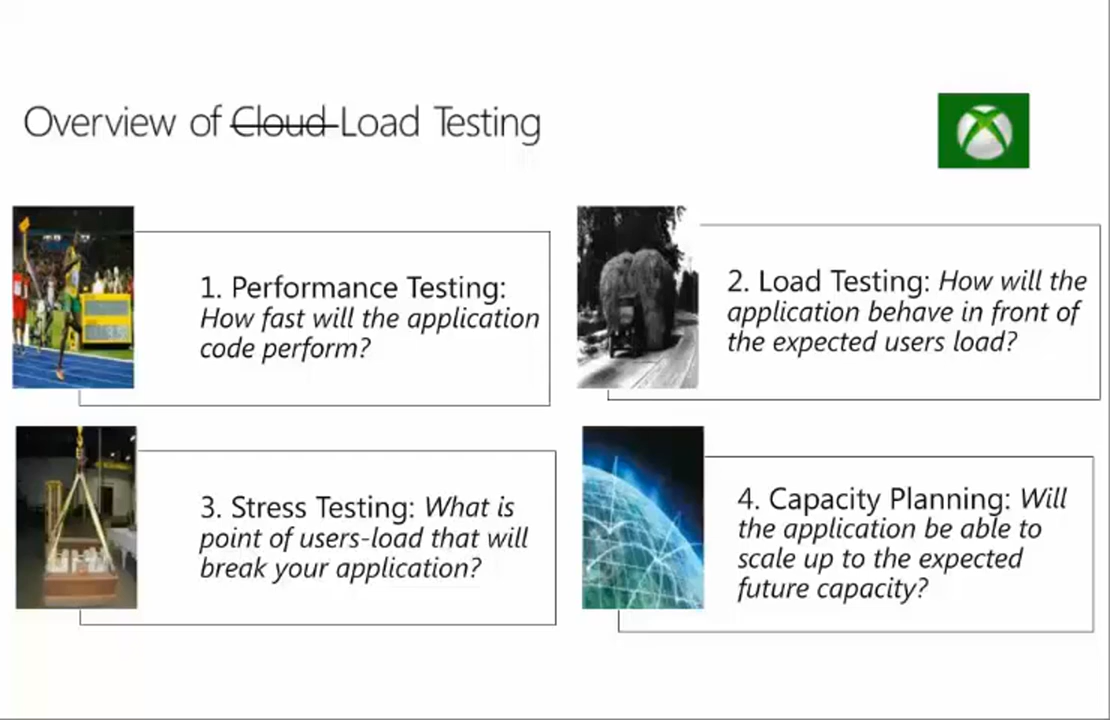 Overview of Cloud Load Testing
1. Performance Testing:
How fast will the application
code perform?
2. Load Testing: How will the
application behave in front of
the expected users load?
3. Stress Testing: What is
point of users-load that will
break your application?
4. Capacity Planning: Will
the application be able to
scale up to the expected
future capacity?